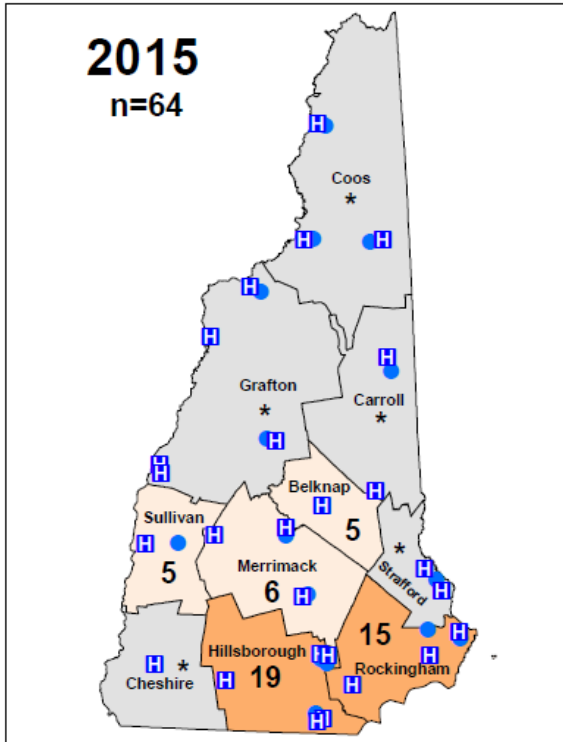 2015
n=64
H
Coos
*
H
H
H
H
H
Grafton
*
Carroll
*
H
H
H
Belknap
5
H
H
Sullivan
5
H
H
H
Merrimack
6
H
*
Strafford
H
H
15
Rockingham
H
H
H
Hillsborough
19
H
H
H
H
H
H
Cheshire
*